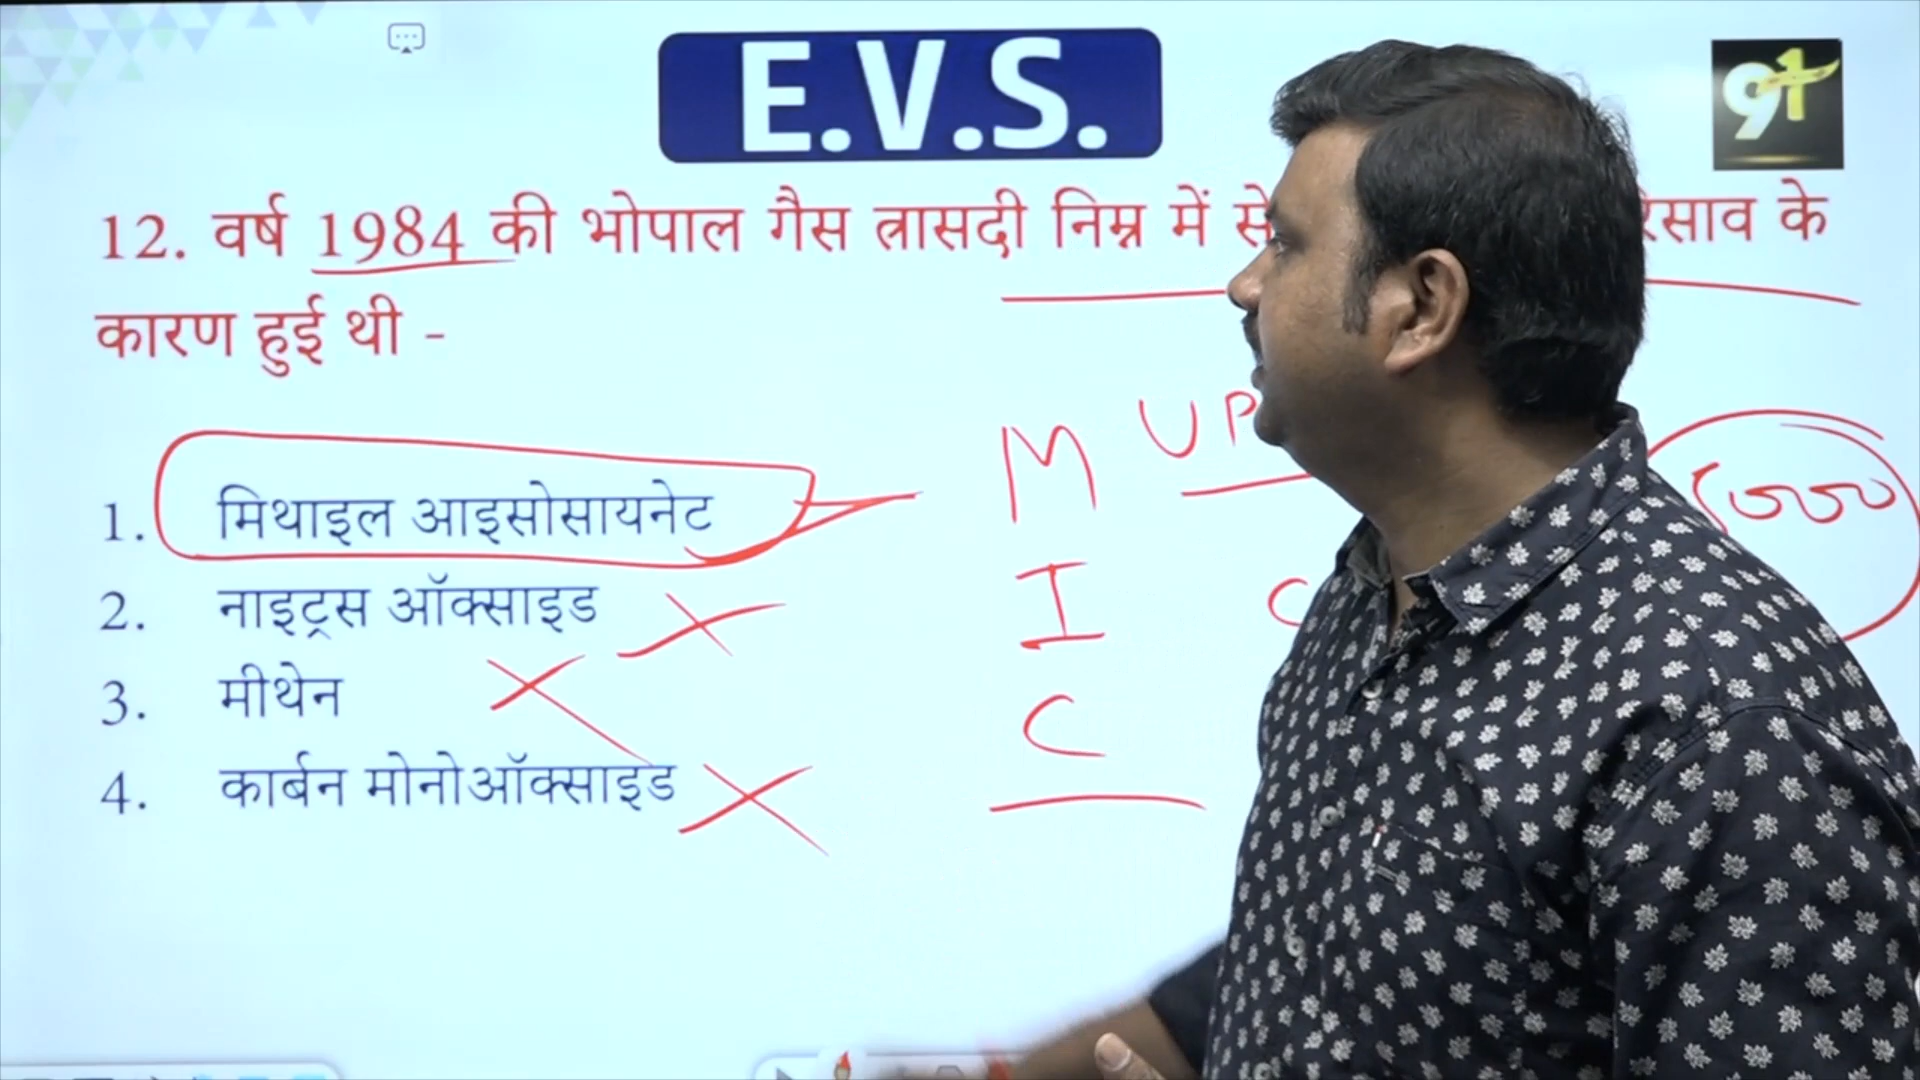 E.V.S.
91
12. वर्ष 1984 की भोपाल गैस त्रासदी निम्न में से रिसाव के
कारण हुई थी -
1. मिथाइल आइसोसायनेट
2. नाइट्रस ऑक्साइड
3. मीथेन
4. कार्बन मोनोऑक्साइड
M UP
I C
C